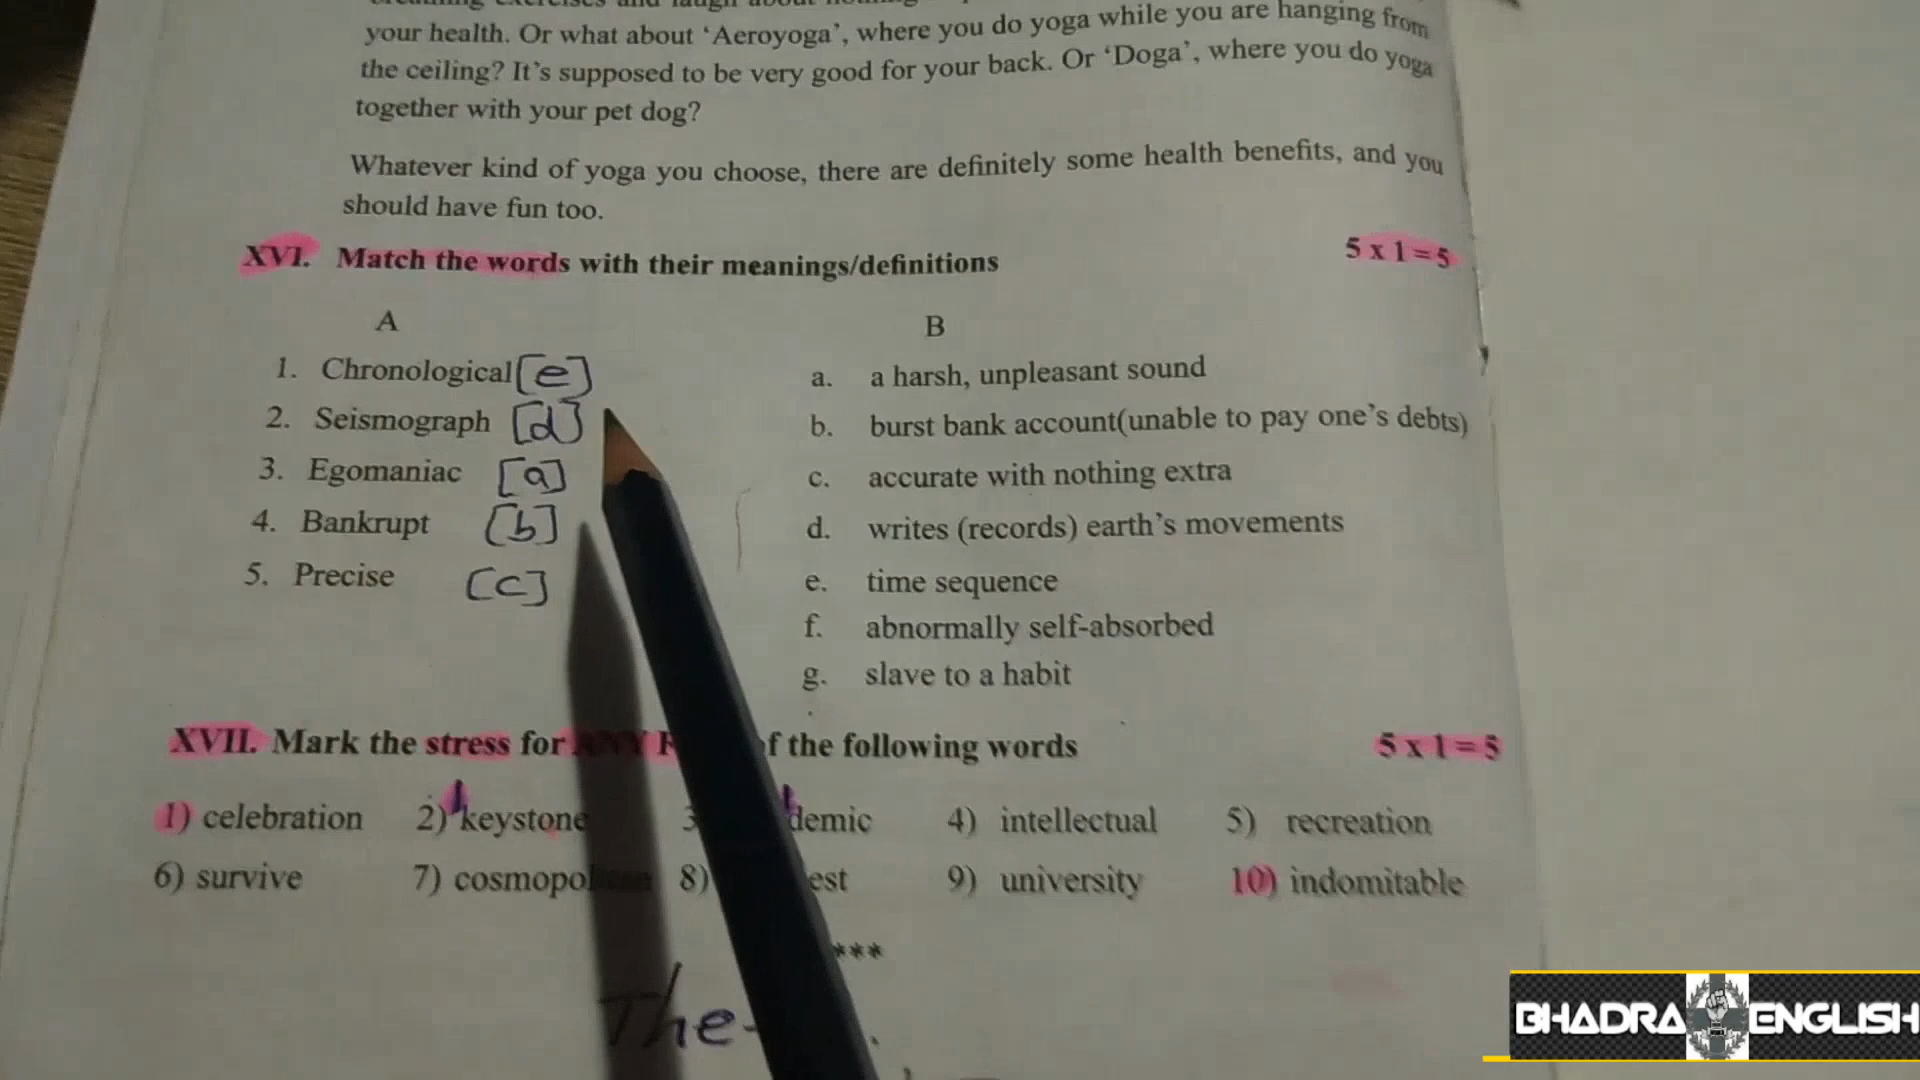 your health. Or what about ‘Aeroyoga’, where you do yoga while you are hanging from
the ceiling? It’s supposed to be very good for your back. Or ‘Doga’, where you do yoga
together with your pet dog?
Whatever kind of yoga you choose, there are definitely some health benefits, and you
should have fun too.
XVI. Match the words with their meanings/definitions 5 x 1 = 5
A B
1. Chronological [e] a. a harsh, unpleasant sound
2. Seismograph [d] b. burst bank account(unable to pay one’s debts)
3. Egomaniac [a] c. accurate with nothing extra
4. Bankrupt [b] d. writes (records) earth’s movements
5. Precise [c] e. time sequence
f. abnormally self-absorbed
g. slave to a habit
XVII. Mark the stress for ANY of the following words 5 x 1 = 5
1) celebration 2) keystone 4) intellectual 5) recreation
6) survive 7) 8) 9) university 10) indomitable
***
The
BHADRA ENGLISH